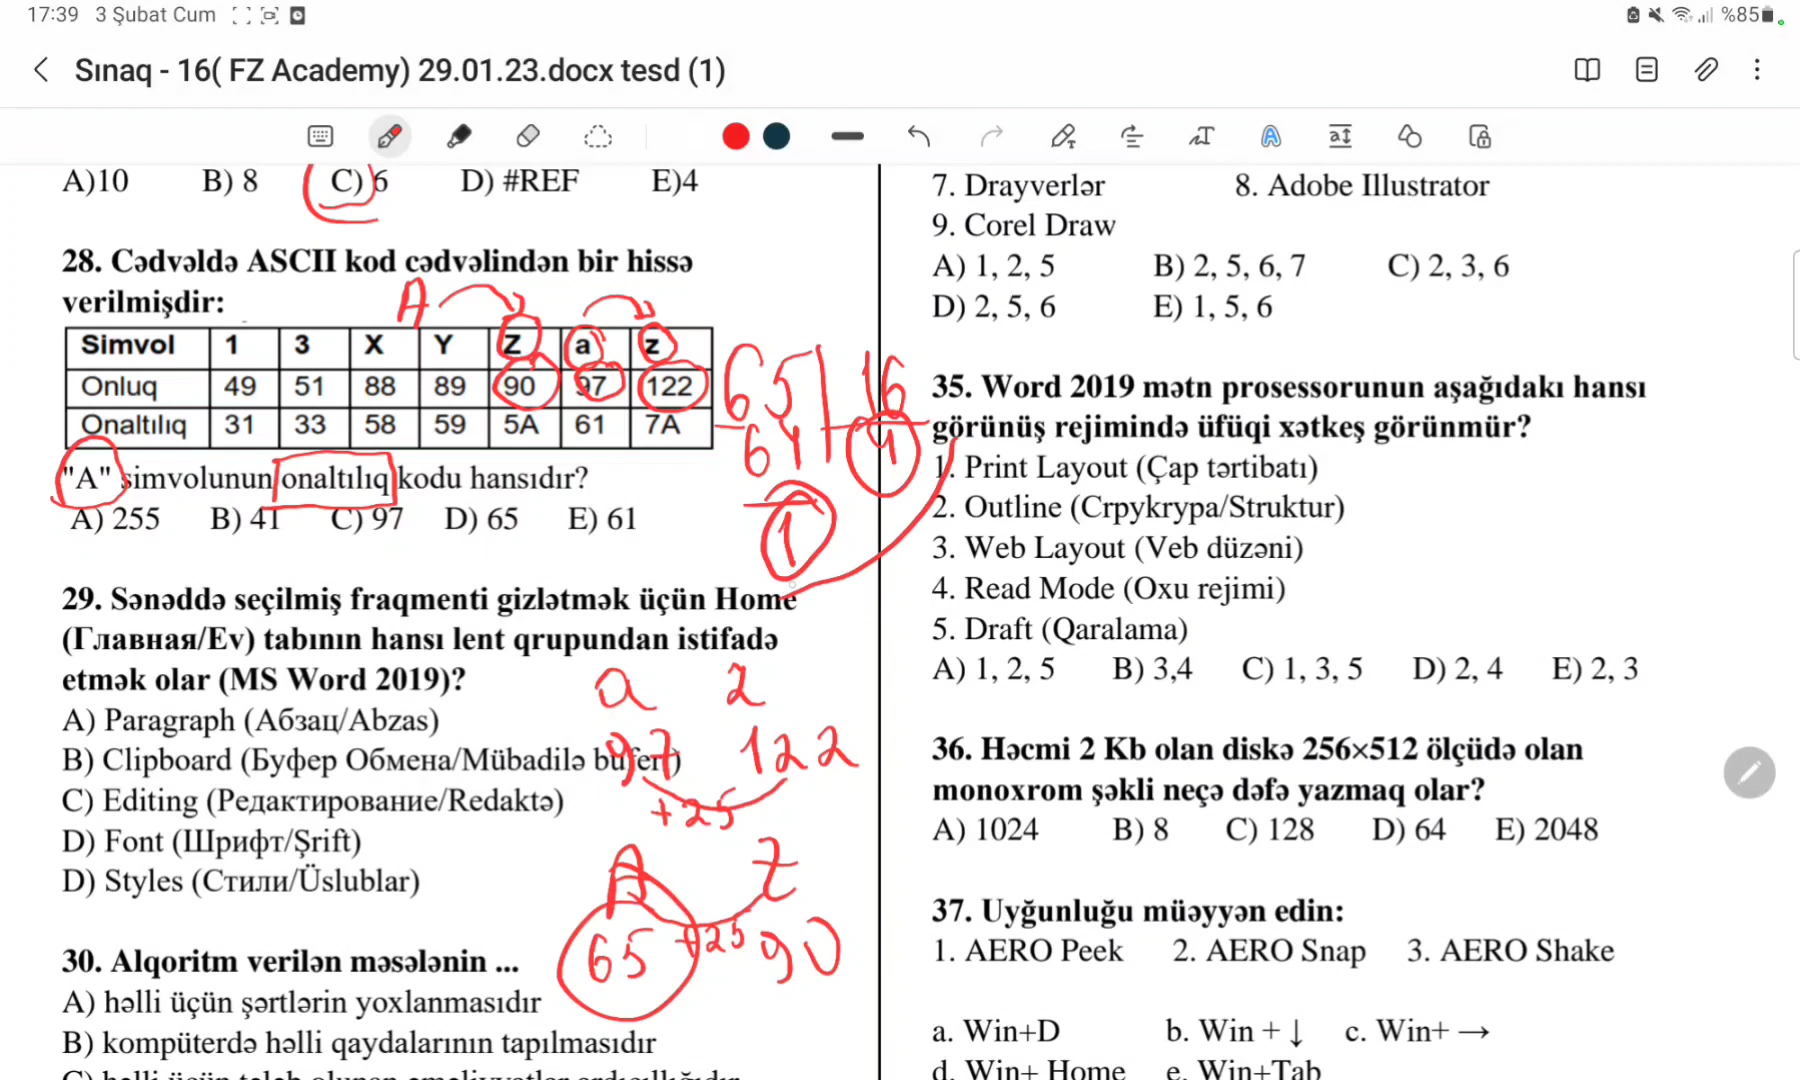 17:39 3 Şubat Cum %85
Sınaq - 16( FZ Academy) 29.01.23.docx tesd (1)
A)10 B) 8 C) 6 D) #REF E)4
28. Cədvəldə ASCII kod cədvəlindən bir hissə
verilmişdir:
A
Simvol 1 3 X Y Z a z
Onluq 49 51 88 89 90 97 122
Onaltılıq 31 33 58 59 5A 61 7A
"A" simvolunun onaltılıq kodu hansıdır?
A) 255 B) 41 C) 97 D) 65 E) 61
65 16
64 4
1
29. Sənəddə seçilmiş fraqmenti gizlətmək üçün Home
(Главная/Ev) tabının hansı lent qrupundan istifadə
etmək olar (MS Word 2019)?
A) Paragraph (Абзац/Abzas)
B) Clipboard (Буфер Обмена/Mübadilə buferi)
C) Editing (Редактирование/Redaktə)
D) Font (Шрифт/Şrift)
D) Styles (Стили/Üslublar)
a z
97 122
+25
A Z
65 +25 90
30. Alqoritm verilən məsələnin ...
A) həlli üçün şərtlərin yoxlanmasıdır
B) kompüterdə həlli qaydalarının tapılmasıdır
C) həlli üçün tələb olunan əməliyyatlar ardıcıllığıdır
7. Drayverlər 8. Adobe Illustrator
9. Corel Draw
A) 1, 2, 5 B) 2, 5, 6, 7 C) 2, 3, 6
D) 2, 5, 6 E) 1, 5, 6
35. Word 2019 mətn prosessorunun aşağıdakı hansı
görünüş rejimində üfüqi xətkeş görünmür?
1. Print Layout (Çap tərtibatı)
2. Outline (Crpykrypa/Struktur)
3. Web Layout (Veb düzəni)
4. Read Mode (Oxu rejimi)
5. Draft (Qaralama)
A) 1, 2, 5 B) 3,4 C) 1, 3, 5 D) 2, 4 E) 2, 3
36. Həcmi 2 Kb olan diskə 256×512 ölçüdə olan
monoxrom şəkli neçə dəfə yazmaq olar?
A) 1024 B) 8 C) 128 D) 64 E) 2048
37. Uyğunluğu müəyyən edin:
1. AERO Peek 2. AERO Snap 3. AERO Shake
a. Win+D b. Win + ↓ c. Win+ →
d. Win+ Home e. Win+Tab